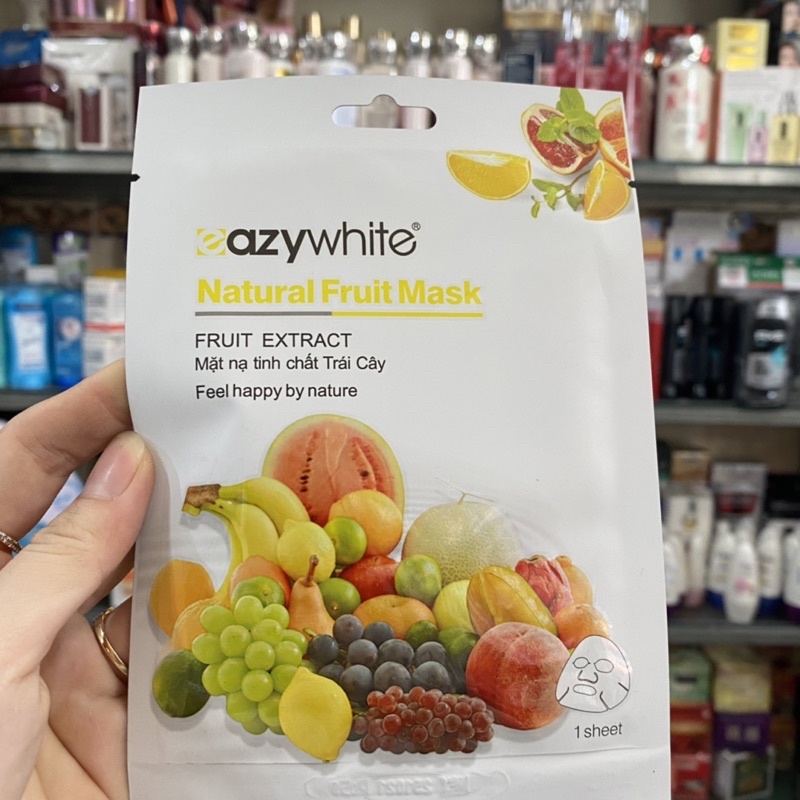 eazywhite®
Natural Fruit Mask
FRUIT EXTRACT
Mặt nạ tinh chất Trái Cây
Feel happy by nature
1 sheet